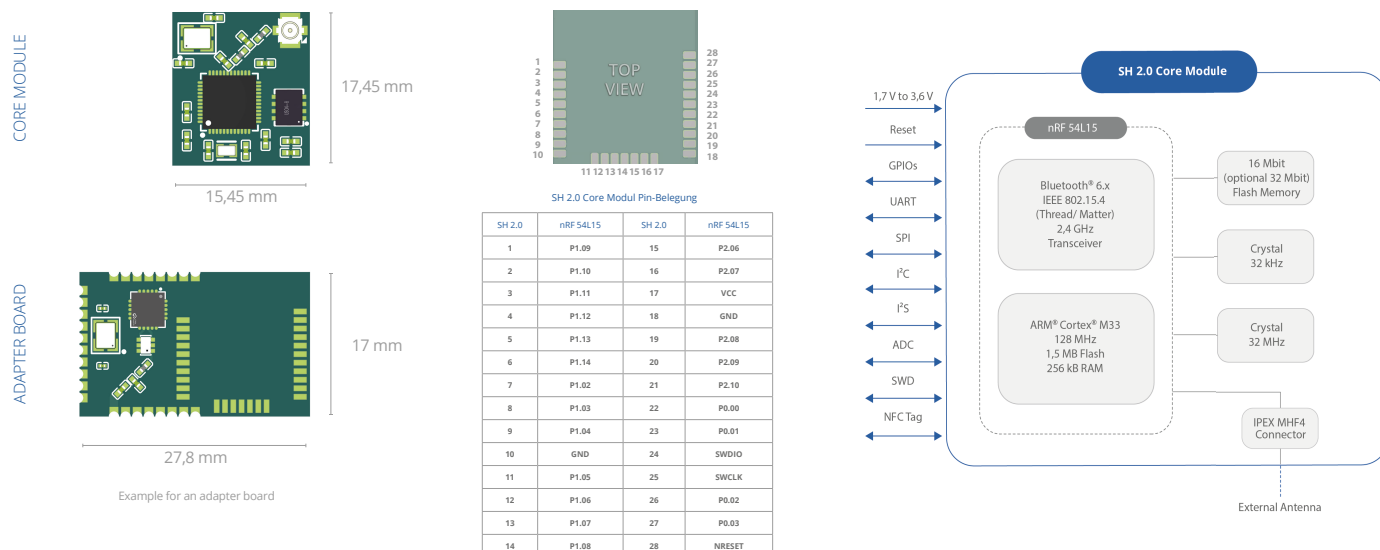 CORE MODULE
17,45 mm
15,45 mm
ADAPTER BOARD
17 mm
27,8 mm
Example for an adapter board
TOP
VIEW
1
2
3
4
5
6
7
8
9
10
11 12 13 14 15 16 17
28
27
26
25
24
23
22
21
20
19
18
SH 2.0 Core Modul Pin-Belegung
SH 2.0 nRF 54L15 SH 2.0 nRF 54L15
1 P1.09 15 P2.06
2 P1.10 16 P2.07
3 P1.11 17 VCC
4 P1.12 18 GND
5 P1.13 19 P2.08
6 P1.14 20 P2.09
7 P1.02 21 P2.10
8 P1.03 22 P0.00
9 P1.04 23 P0.01
10 GND 24 SWDIO
11 P1.05 25 SWCLK
12 P1.06 26 P0.02
13 P1.07 27 P0.03
14 P1.08 28 NRESET
SH 2.0 Core Module
1,7 V to 3,6 V
Reset
GPIOs
UART
SPI
I²C
I²S
ADC
SWD
NFC Tag
nRF 54L15
Bluetooth® 6.x
IEEE 802.15.4
(Thread/ Matter)
2,4 GHz
Transceiver
ARM® Cortex® M33
128 MHz
1,5 MB Flash
256 kB RAM
16 Mbit
(optional 32 Mbit)
Flash Memory
Crystal
32 kHz
Crystal
32 MHz
IPEX MHF4
Connector
External Antenna